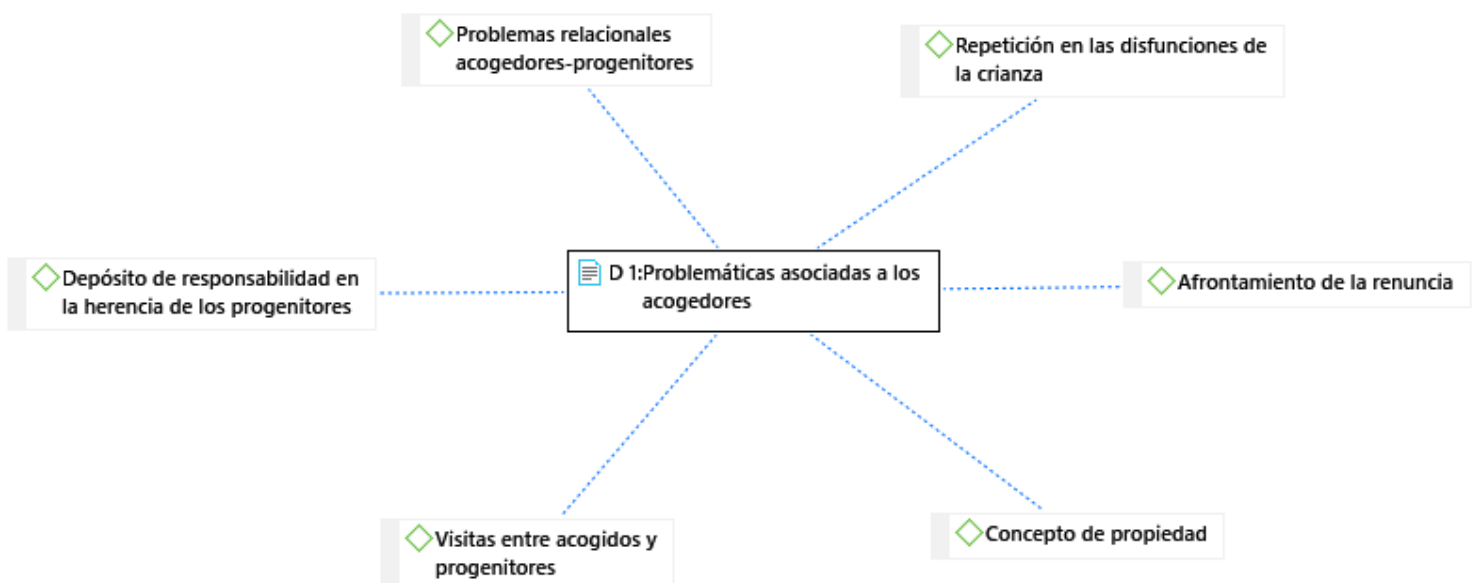 Problemas relacionales
acogedores-progenitores
Repetición en las disfunciones de
la crianza
Depósito de responsabilidad en
la herencia de los progenitores
D 1:Problemáticas asociadas a los
acogedores
Afrontamiento de la renuncia
Visitas entre acogidos y
progenitores
Concepto de propiedad